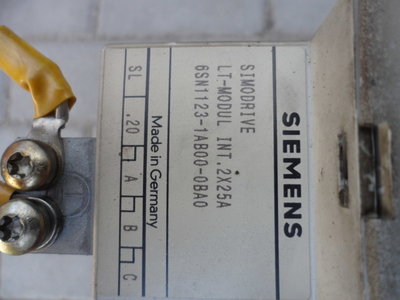 SIEMENS
SIMODRIVE
LT-MODUL INT. 2X25A
6SN1123-1AB00-0BA0
Made in Germany
SL .20 A B C